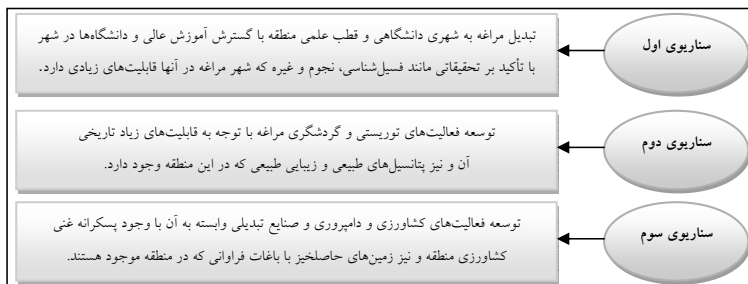 سناریوی اول
تبدیل مراغه به شهری دانشگاهی و قطب علمی منطقه با گسترش آموزش عالی و دانشگاه‌ها در شهر
با تأکید بر تحقیقاتی مانند فسیل‌شناسی، نجوم و غیره که شهر مراغه در آنها قابلیت‌های زیادی دارد.
سناریوی دوم
توسعه فعالیت‌های توریستی و گردشگری مراغه با توجه به قابلیت‌های زیاد تاریخی
آن و نیز پتانسیل‌های طبیعی و زیبایی طبیعی که در این منطقه وجود دارد.
سناریوی سوم
توسعه فعالیت‌های کشاورزی و دامپروری و صنایع تبدیلی وابسته به آن با وجود پسکرانه غنی
کشاورزی منطقه و نیز زمین‌های حاصلخیز با باغات فراوانی که در منطقه موجود هستند.